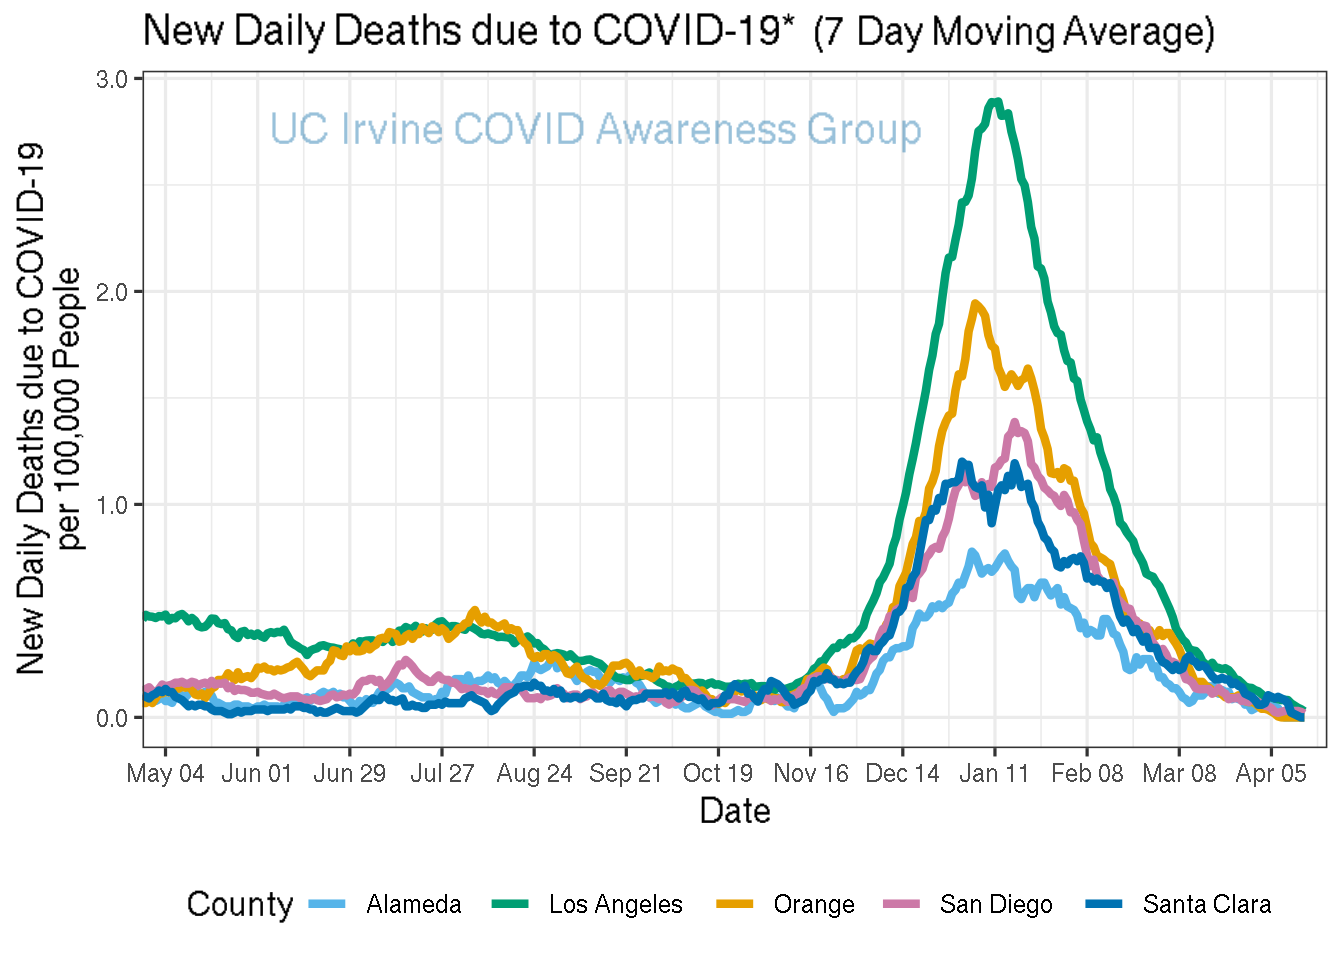 New Daily Deaths due to COVID-19* (7 Day Moving Average)
UC Irvine COVID Awareness Group
New Daily Deaths due to COVID-19
per 100,000 People
3.0
2.0
1.0
0.0
May 04 Jun 01 Jun 29 Jul 27 Aug 24 Sep 21 Oct 19 Nov 16 Dec 14 Jan 11 Feb 08 Mar 08 Apr 05
Date
County Alameda Los Angeles Orange San Diego Santa Clara